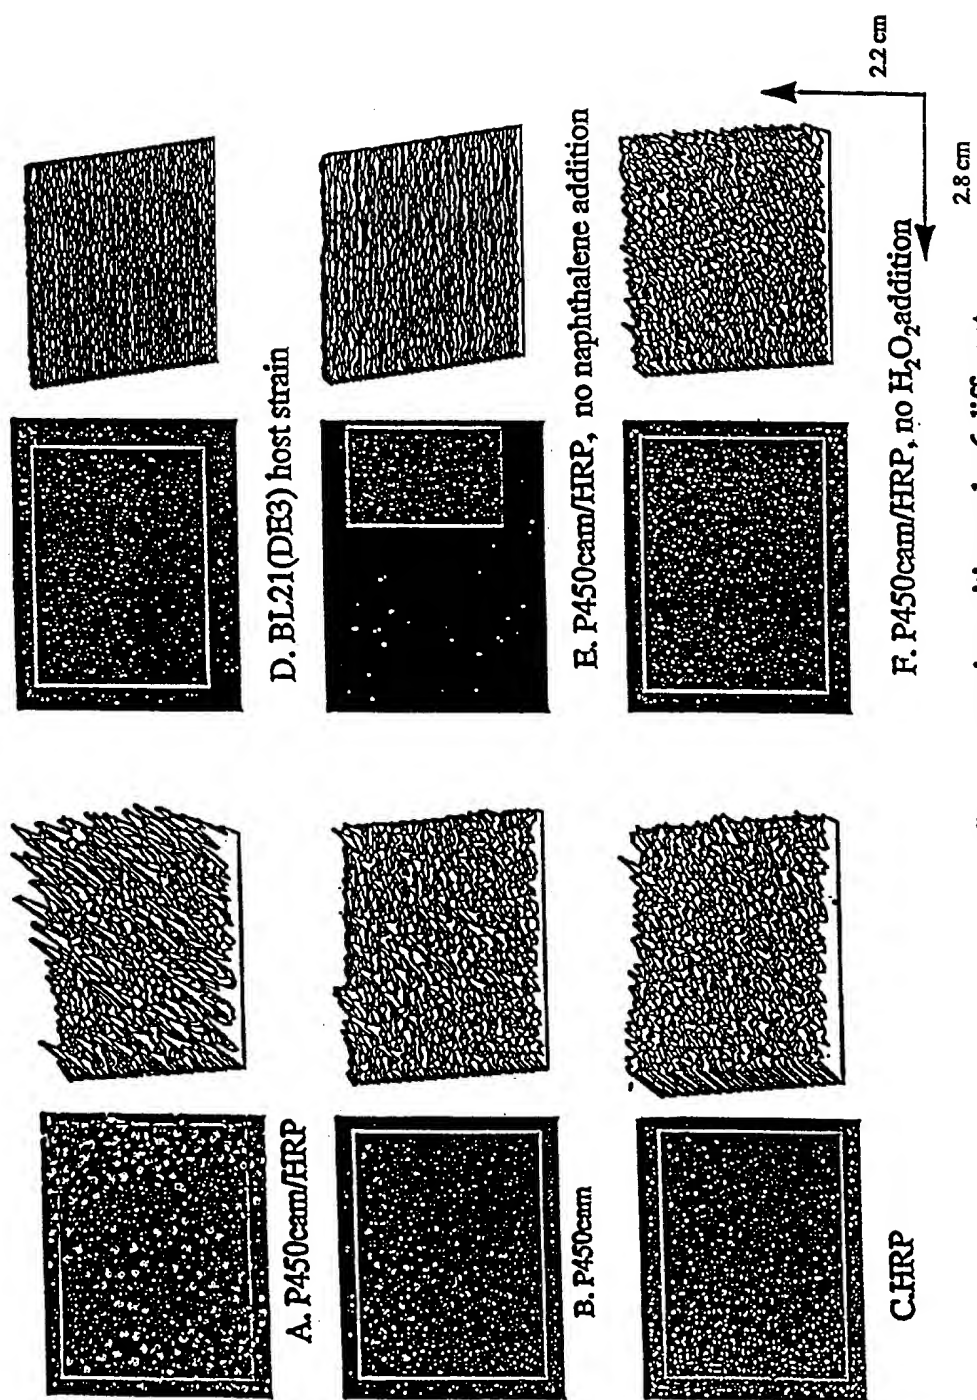 A. P450cam/HRP
B. P450cam
C.HRP
D. BL21(DE3) host strain
E. P450cam/HRP, no naphthalene addition
F. P450cam/HRP, no H₂O₂ addition
2.2 cm
2.8 cm